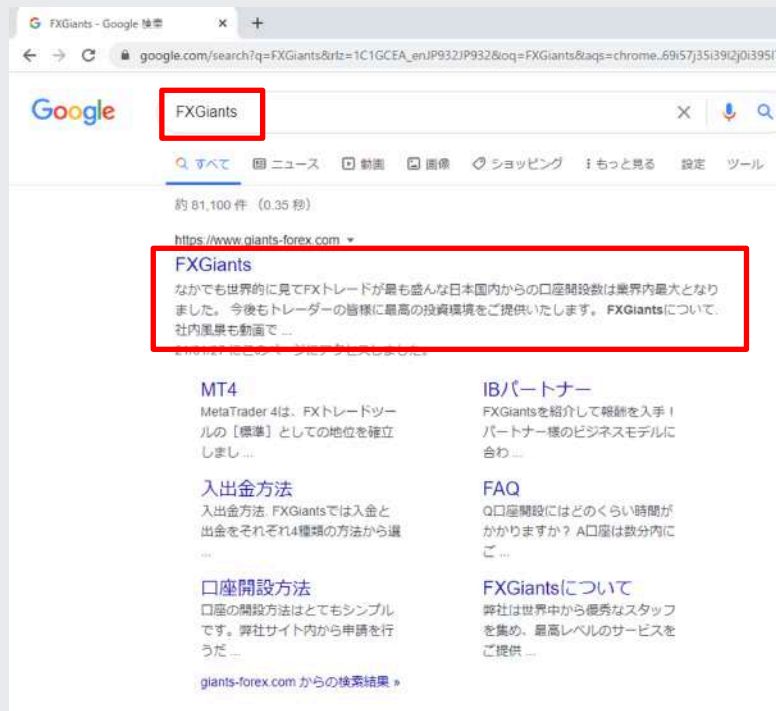 FXGiants - Google 検索
google.com/search?q=FXGiants&rlz=1C1GCEA_enJP932JP932&oq=FXGiants&aqs=chrome..69i57j35i39l2j0i395l
Google
FXGiants
すべて ニュース 動画 画像 ショッピング もっと見る 設定 ツール
約 81,100 件 (0.35 秒)
https://www.giants-forex.com
FXGiants
なかでも世界的に見てFXトレードが最も盛んな日本国内からの口座開設数は業界内最大となり
ました。 今後もトレーダーの皆様に最高の投資環境をご提供いたします。 FXGiantsについて.
社内風景も動画で ...
21/01/27 にこのページにアクセスしました。
MT4
MetaTrader 4は、FXトレードツー
ルの［標準］としての地位を確立
しまし ...
IBパートナー
FXGiantsを紹介して報酬を入手！
パートナー様のビジネスモデルに
合わ ...
入出金方法
入出金方法. FXGiantsでは入金と
出金をそれぞれ4種類の方法から選
...
FAQ
Q口座開設にはどのくらい時間が
かかりますか？ A口座は数分内に
ご ...
口座開設方法
口座の開設方法はとてもシンプル
です。弊社サイト内から申請を行
うだ ...
FXGiantsについて
弊社は世界中から優秀なスタッフ
を集め、最高レベルのサービスを
ご提供 ...
giants-forex.com からの検索結果 »